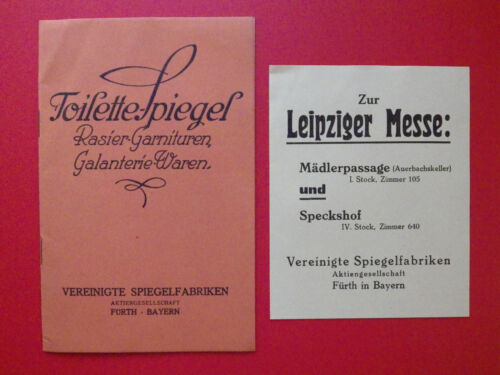 Toilette-Spiegel
Rasier-Garnituren,
Galanterie-Waren
VEREINIGTE SPIEGELFABRIKEN
AKTIENGESELLSCHAFT
FÜRTH - BAYERN
Zur
Leipziger Messe:
Mädlerpassage (Auerbachskeller)
I. Stock, Zimmer 105
und
Speckshof
IV. Stock, Zimmer 640
Vereinigte Spiegelfabriken
Aktiengesellschaft
Fürth in Bayern